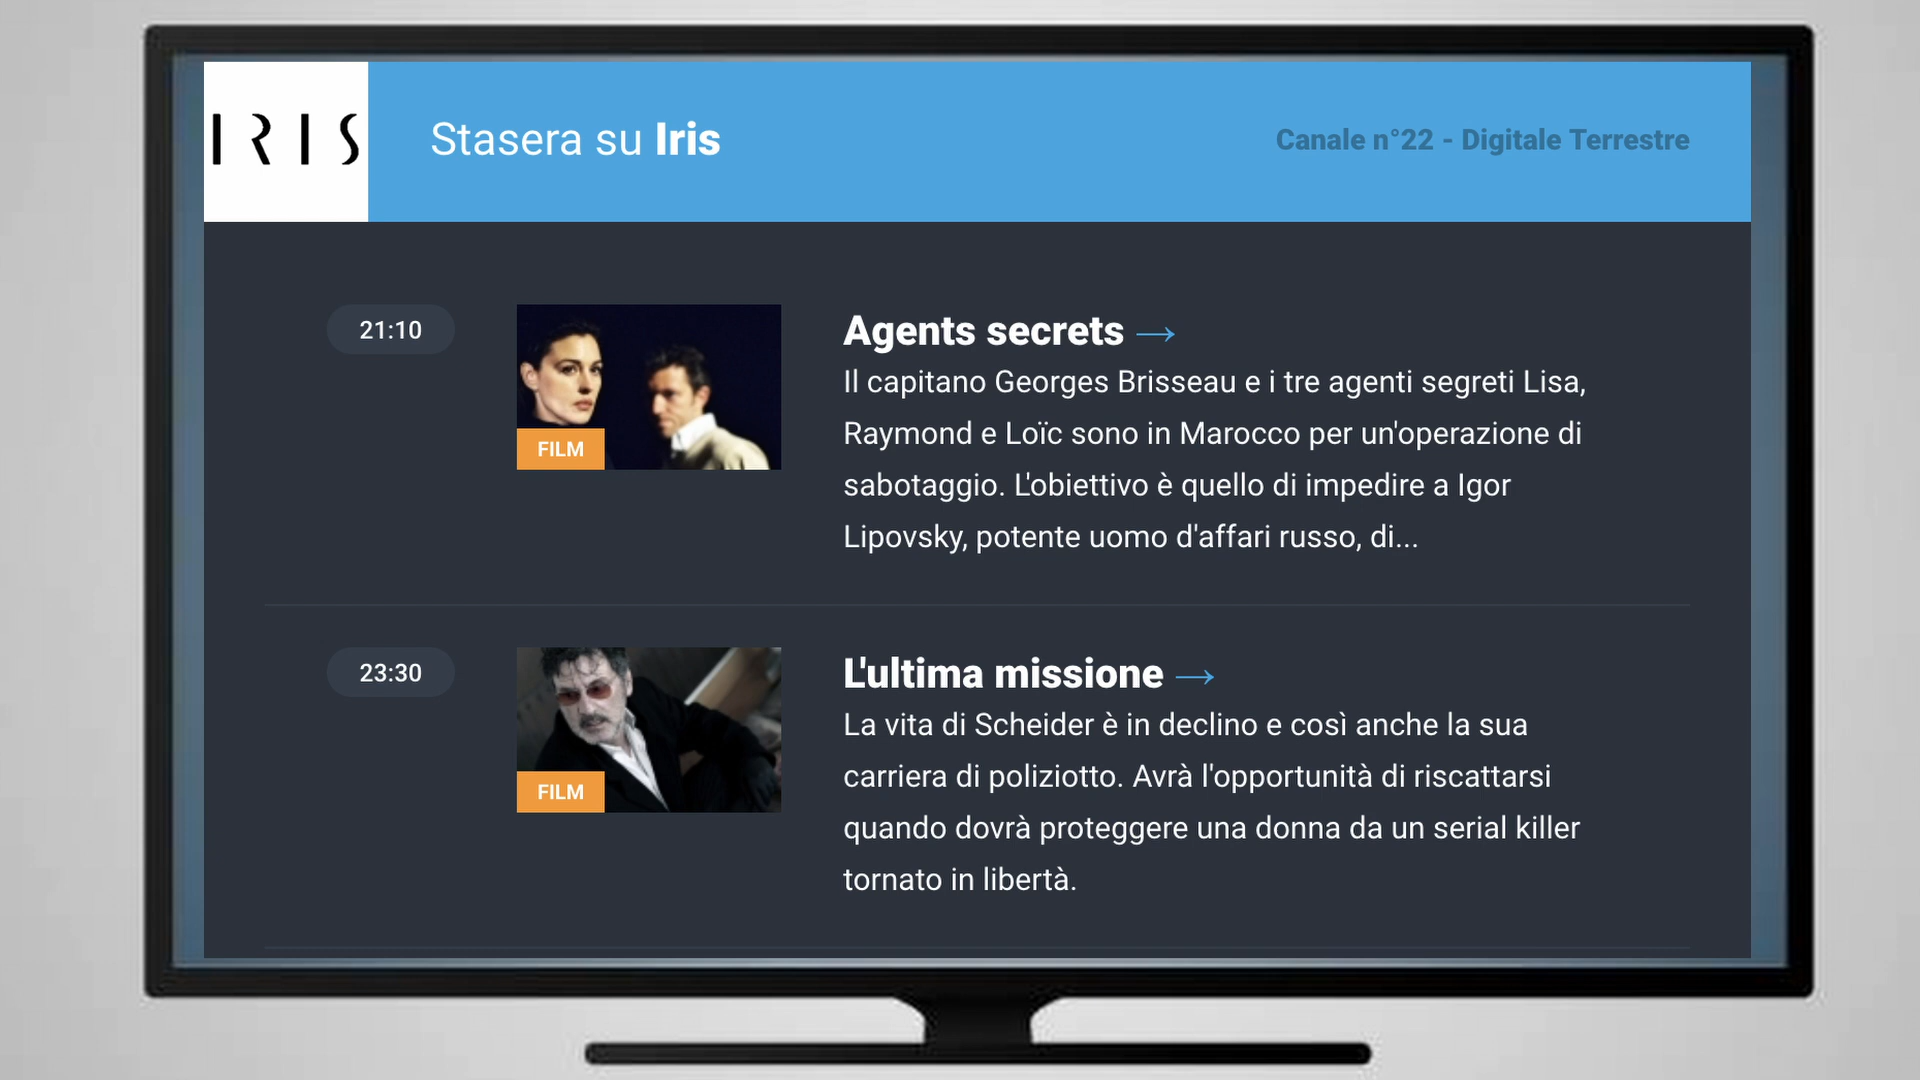 IRIS
Stasera su Iris
Canale n°22 - Digitale Terrestre
21:10
FILM
Agents secrets →
Il capitano Georges Brisseau e i tre agenti segreti Lisa,
Raymond e Loïc sono in Marocco per un'operazione di
sabotaggio. L'obiettivo è quello di impedire a Igor
Lipovsky, potente uomo d'affari russo, di...
23:30
FILM
L'ultima missione →
La vita di Scheider è in declino e così anche la sua
carriera di poliziotto. Avrà l'opportunità di riscattarsi
quando dovrà proteggere una donna da un serial killer
tornato in libertà.